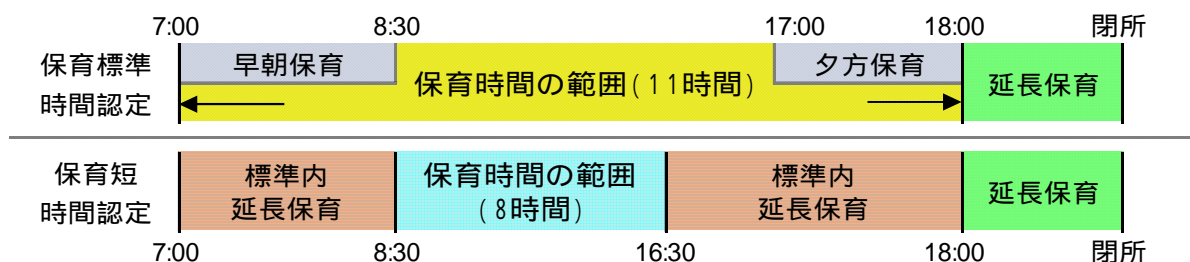 7:00 8:30 17:00 18:00 閉所
保育標準
時間認定
早朝保育
保育時間の範囲(11時間)
夕方保育
延長保育
保育短
時間認定
標準内
延長保育
保育時間の範囲
(8時間)
標準内
延長保育
延長保育
7:00 8:30 16:30 18:00 閉所